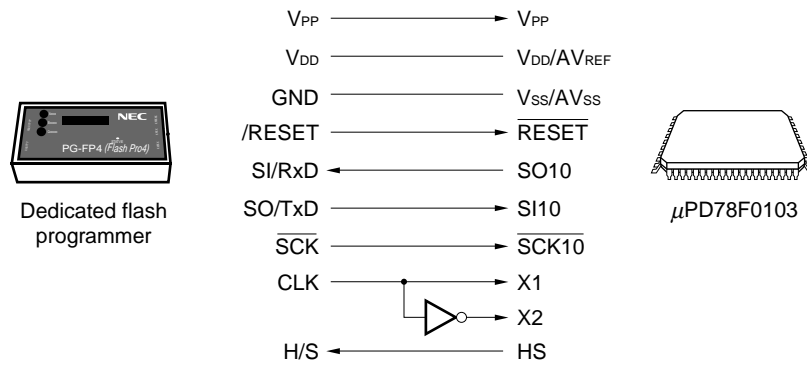 VPP VPP
VDD VDD/AVREF
GND VSS/AVSS
/RESET RESET
SI/RxD SO10
SO/TxD SI10
SCK SCK10
CLK X1
X2
H/S HS
NEC
PG-FP4 (Flash Pro4)
Dedicated flash
programmer
μPD78F0103